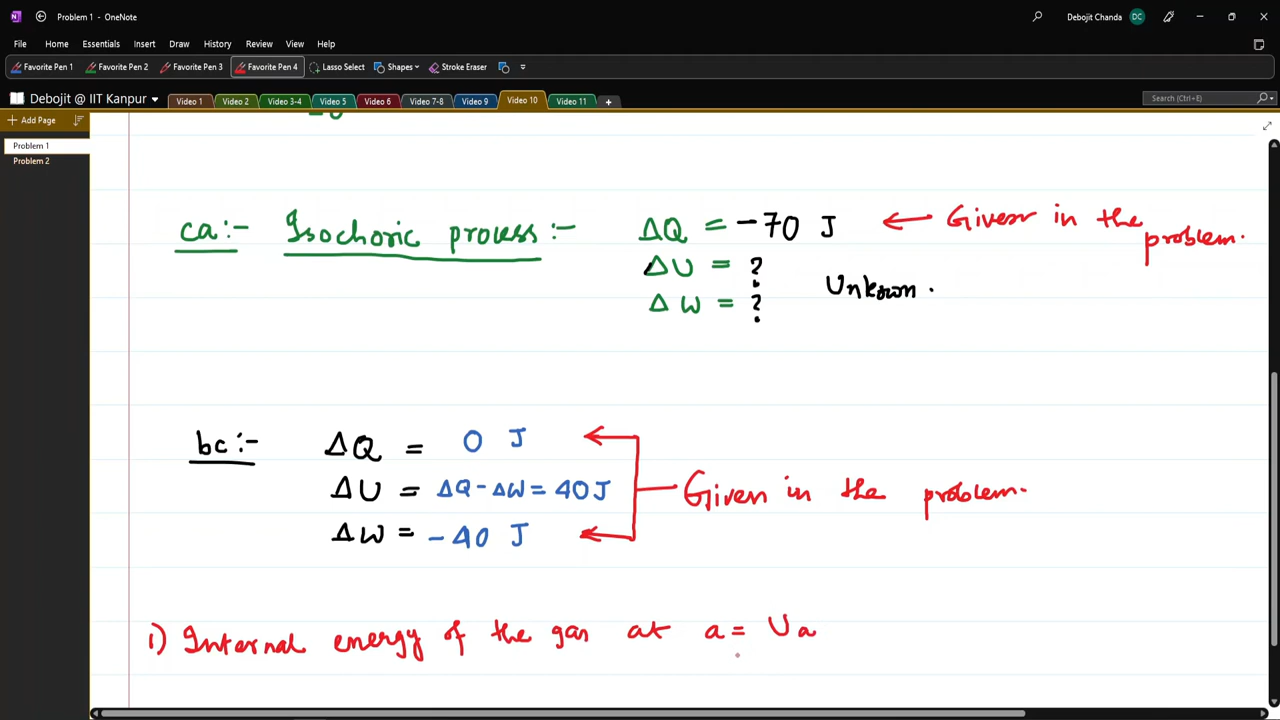 Problem 1 - OneNote
Debojit Chanda DC
File Home Essentials Insert Draw History Review View Help
Favorite Pen 1 Favorite Pen 2 Favorite Pen 3 Favorite Pen 4 Lasso Select Shapes Stroke Eraser
Debojit @ IIT Kanpur Video 1 Video 2 Video 3-4 Video 5 Video 6 Video 7-8 Video 9 Video 10 Video 11 + Search (Ctrl+E)
+ Add Page
Problem 1
Problem 2
ca:- Isochoric process:- ΔQ = -70 J ← Given in the problem.
ΔU = ?
ΔW = ? Unkown.
bc:- ΔQ = 0 J
ΔU = ΔQ - ΔW = 40 J Given in the problem.
ΔW = -40 J
1) Internal energy of the gas at a = Ua